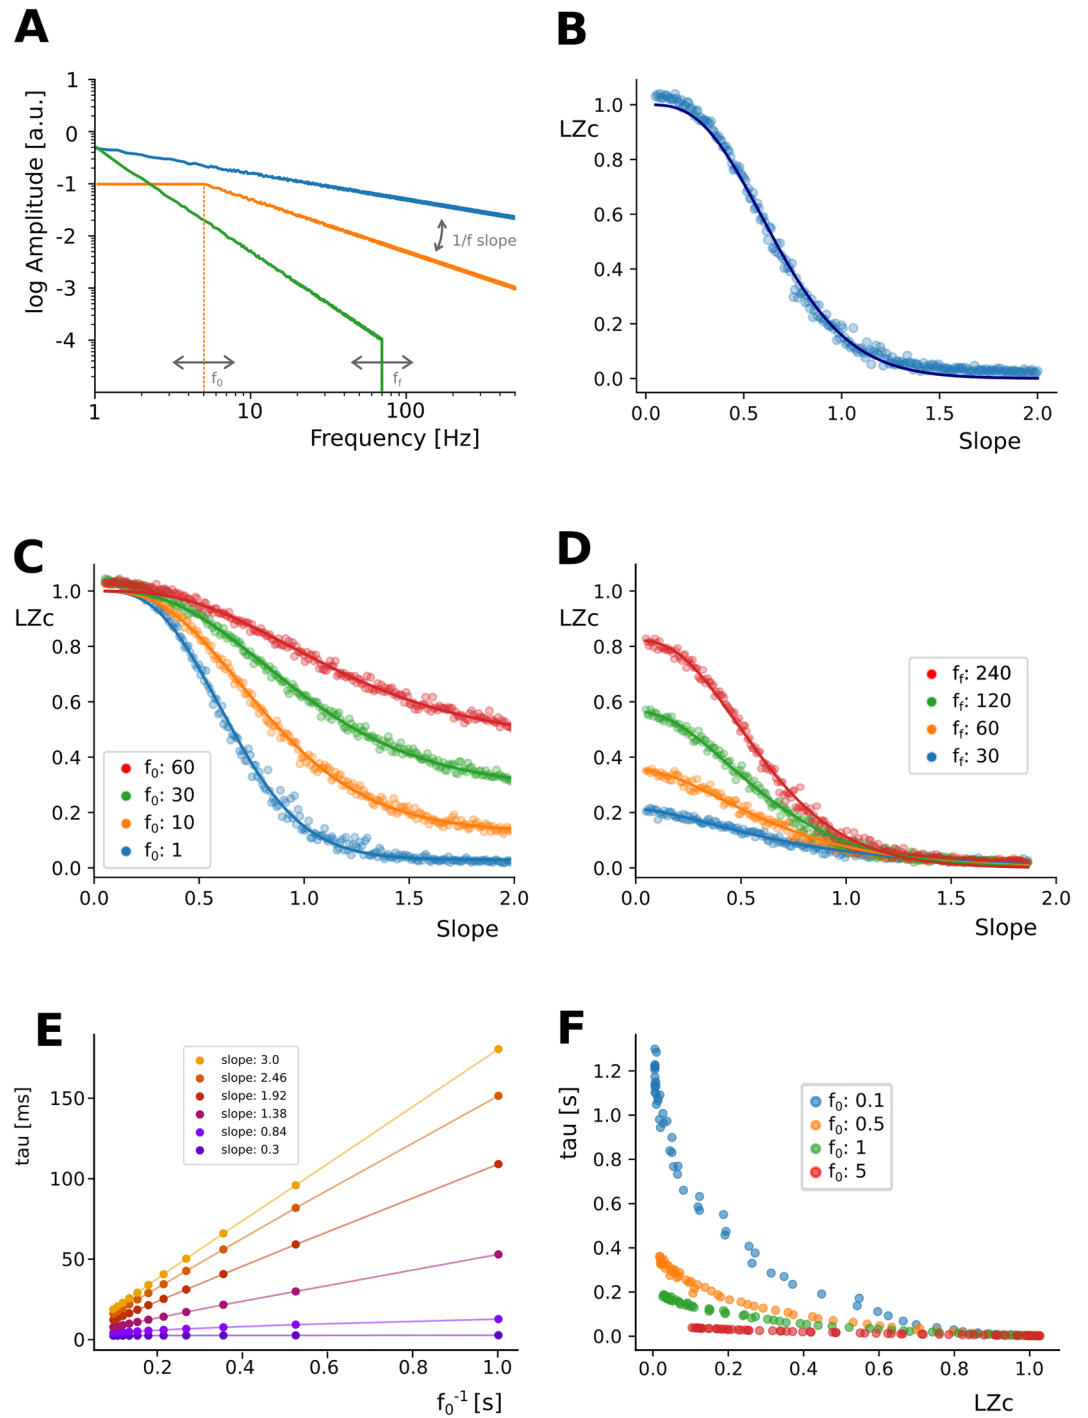 A
1
0
-1
-2
-3
-4
log Amplitude [a.u.]
1/f slope
f₀
f_f
1
10
100
Frequency [Hz]
B
LZc
1.0
0.8
0.6
0.4
0.2
0.0
0.0
0.5
1.0
1.5
2.0
Slope
C
LZc
1.0
0.8
0.6
0.4
0.2
0.0
f₀: 60
f₀: 30
f₀: 10
f₀: 1
0.0
0.5
1.0
1.5
2.0
Slope
D
LZc
1.0
0.8
0.6
0.4
0.2
0.0
f_f: 240
f_f: 120
f_f: 60
f_f: 30
0.0
0.5
1.0
1.5
2.0
Slope
E
tau [ms]
150
100
50
0
slope: 3.0
slope: 2.46
slope: 1.92
slope: 1.38
slope: 0.84
slope: 0.3
0.2
0.4
0.6
0.8
1.0
f₀⁻¹ [s]
F
tau [s]
1.2
1.0
0.8
0.6
0.4
0.2
0.0
f₀: 0.1
f₀: 0.5
f₀: 1
f₀: 5
0.0
0.2
0.4
0.6
0.8
1.0
LZc